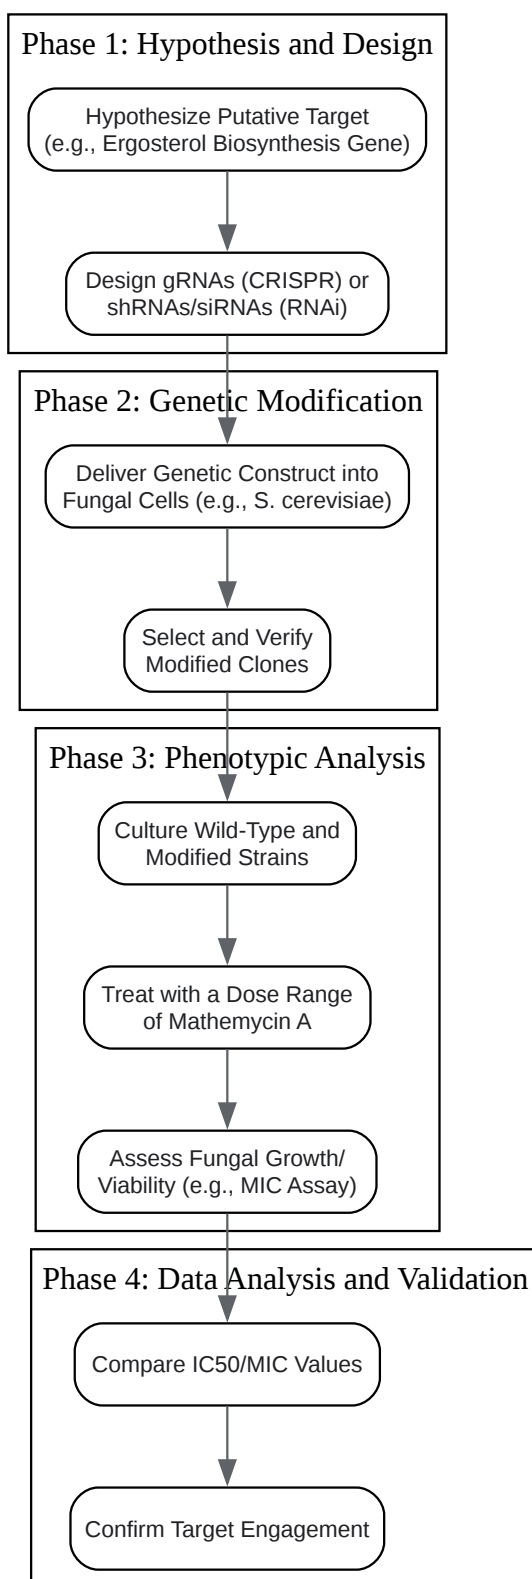 Phase 1: Hypothesis and Design
Hypothesize Putative Target
(e.g., Ergosterol Biosynthesis Gene)
Design gRNAs (CRISPR) or
shRNAs/siRNAs (RNAi)
Phase 2: Genetic Modification
Deliver Genetic Construct into
Fungal Cells (e.g., S. cerevisiae)
Select and Verify
Modified Clones
Phase 3: Phenotypic Analysis
Culture Wild-Type and
Modified Strains
Treat with a Dose Range
of Mathemycin A
Assess Fungal Growth/
Viability (e.g., MIC Assay)
Phase 4: Data Analysis and Validation
Compare IC50/MIC Values
Confirm Target Engagement